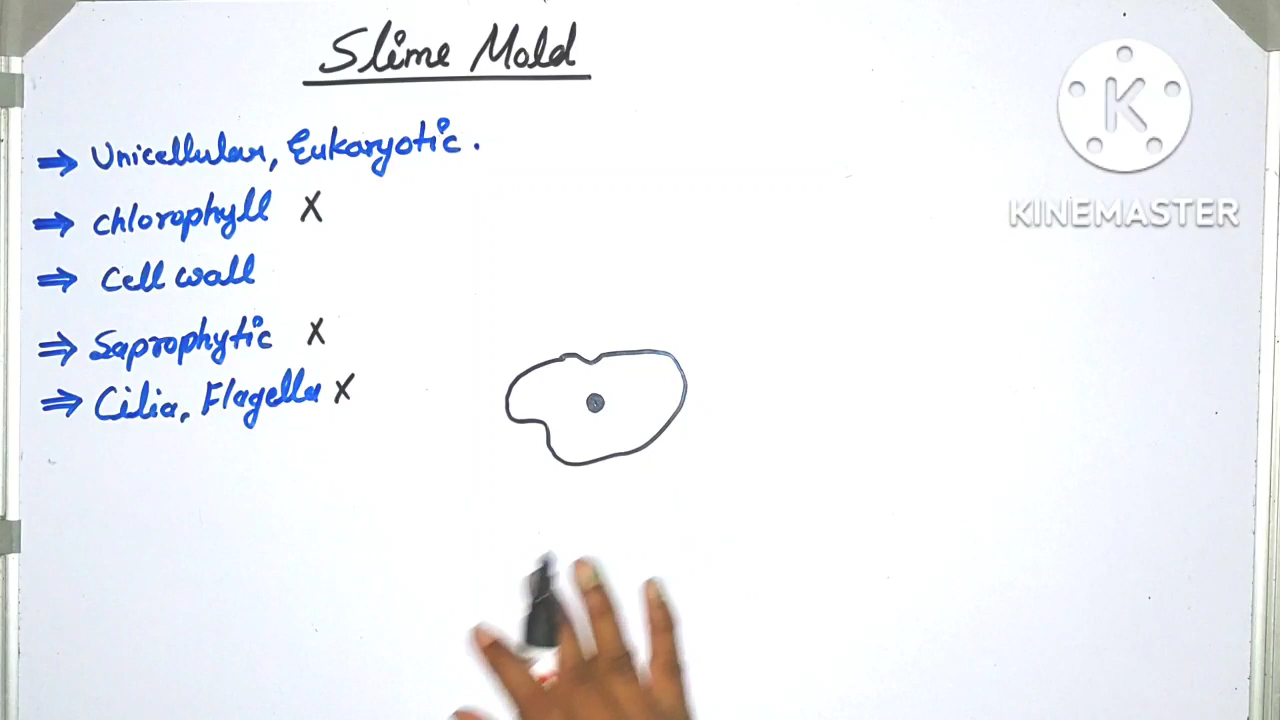 Slime Mold
⇒ Unicellular, Eukaryotic.
⇒ chlorophyll X
⇒ Cell wall
⇒ Saprophytic X
⇒ Cilia, Flagella X
K
KINEMASTER